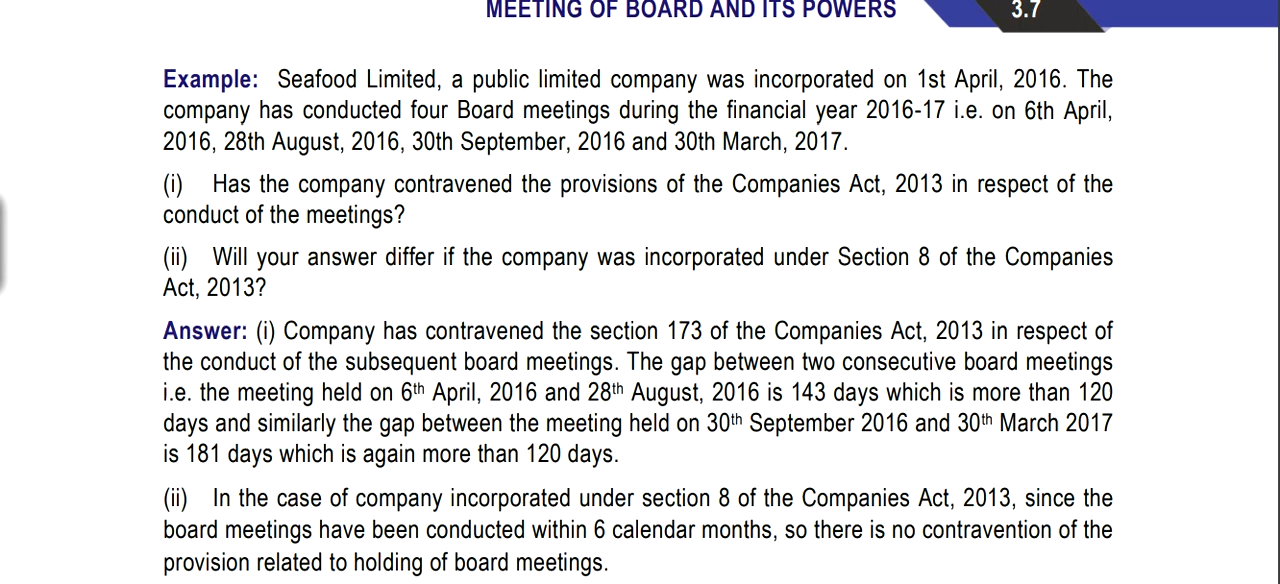 MEETING OF BOARD AND ITS POWERS 3.7
Example: Seafood Limited, a public limited company was incorporated on 1st April, 2016. The
company has conducted four Board meetings during the financial year 2016-17 i.e. on 6th April,
2016, 28th August, 2016, 30th September, 2016 and 30th March, 2017.
(i) Has the company contravened the provisions of the Companies Act, 2013 in respect of the
conduct of the meetings?
(ii) Will your answer differ if the company was incorporated under Section 8 of the Companies
Act, 2013?
Answer: (i) Company has contravened the section 173 of the Companies Act, 2013 in respect of
the conduct of the subsequent board meetings. The gap between two consecutive board meetings
i.e. the meeting held on 6th April, 2016 and 28th August, 2016 is 143 days which is more than 120
days and similarly the gap between the meeting held on 30th September 2016 and 30th March 2017
is 181 days which is again more than 120 days.
(ii) In the case of company incorporated under section 8 of the Companies Act, 2013, since the
board meetings have been conducted within 6 calendar months, so there is no contravention of the
provision related to holding of board meetings.